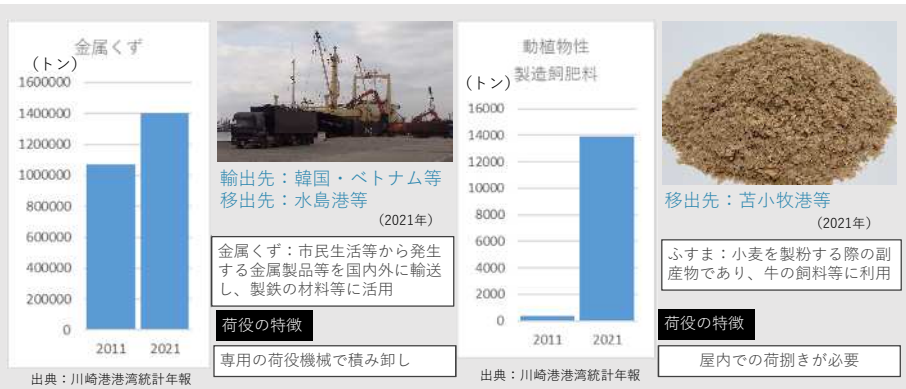 金属くず
(トン)
1600000
1400000
1200000
1000000
800000
600000
400000
200000
0
2011 2021
出典：川崎港港湾統計年報
輸出先：韓国・ベトナム等
移出先：水島港等
（2021年）
金属くず：市民生活等から発生
する金属製品等を国内外に輸送
し、製鉄の材料等に活用
荷役の特徴
専用の荷役機械で積み卸し
動植物性
製造飼肥料
(トン)
16000
14000
12000
10000
8000
6000
4000
2000
0
2011 2021
出典：川崎港港湾統計年報
移出先：苫小牧港等
（2021年）
ふすま：小麦を製粉する際の副
産物であり、牛の飼料等に利用
荷役の特徴
屋内での荷捌きが必要